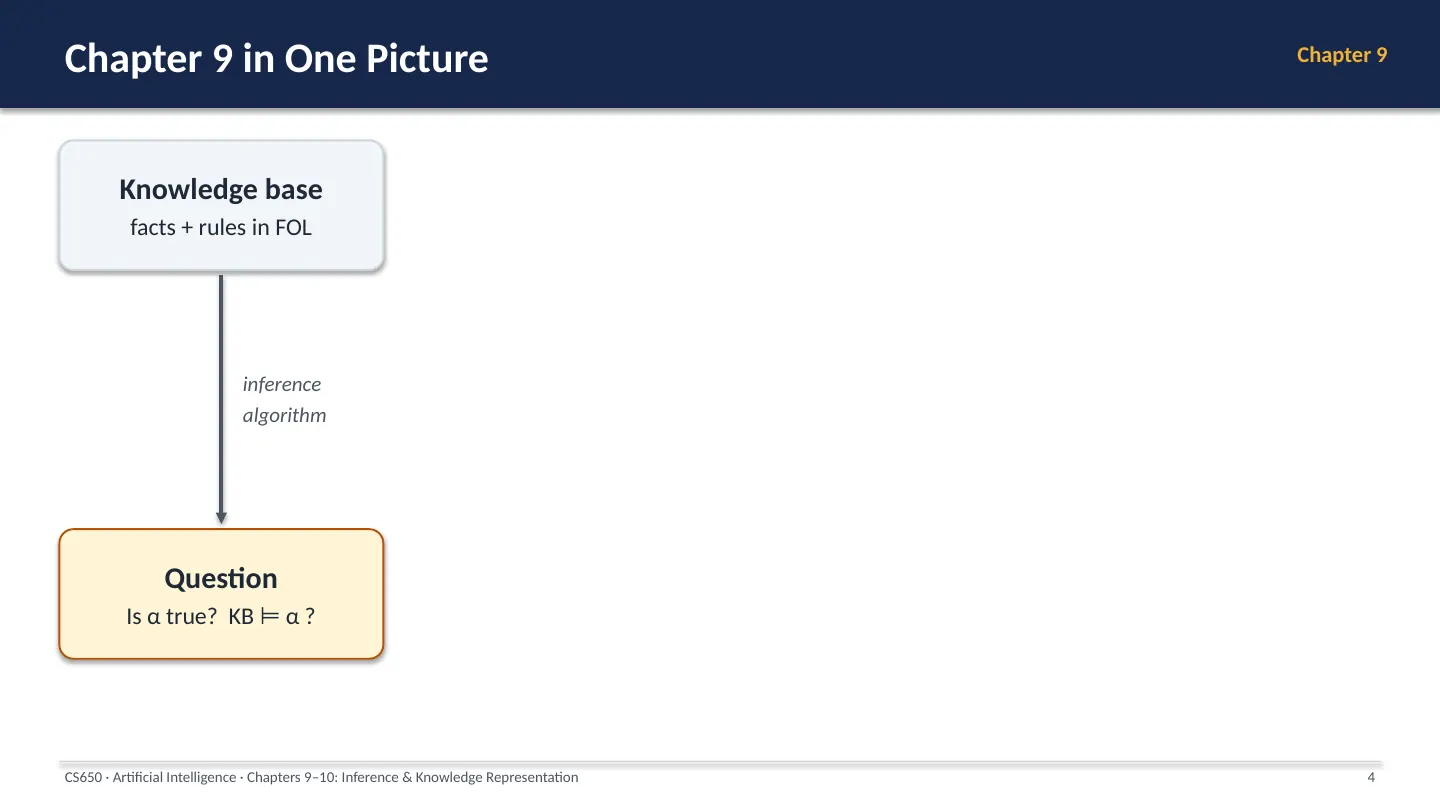 Chapter 9 in One Picture
Chapter 9
Knowledge base
facts + rules in FOL
inference
algorithm
Question
Is α true?  KB ⊨ α ?
CS650 · Artificial Intelligence · Chapters 9–10: Inference & Knowledge Representation
4